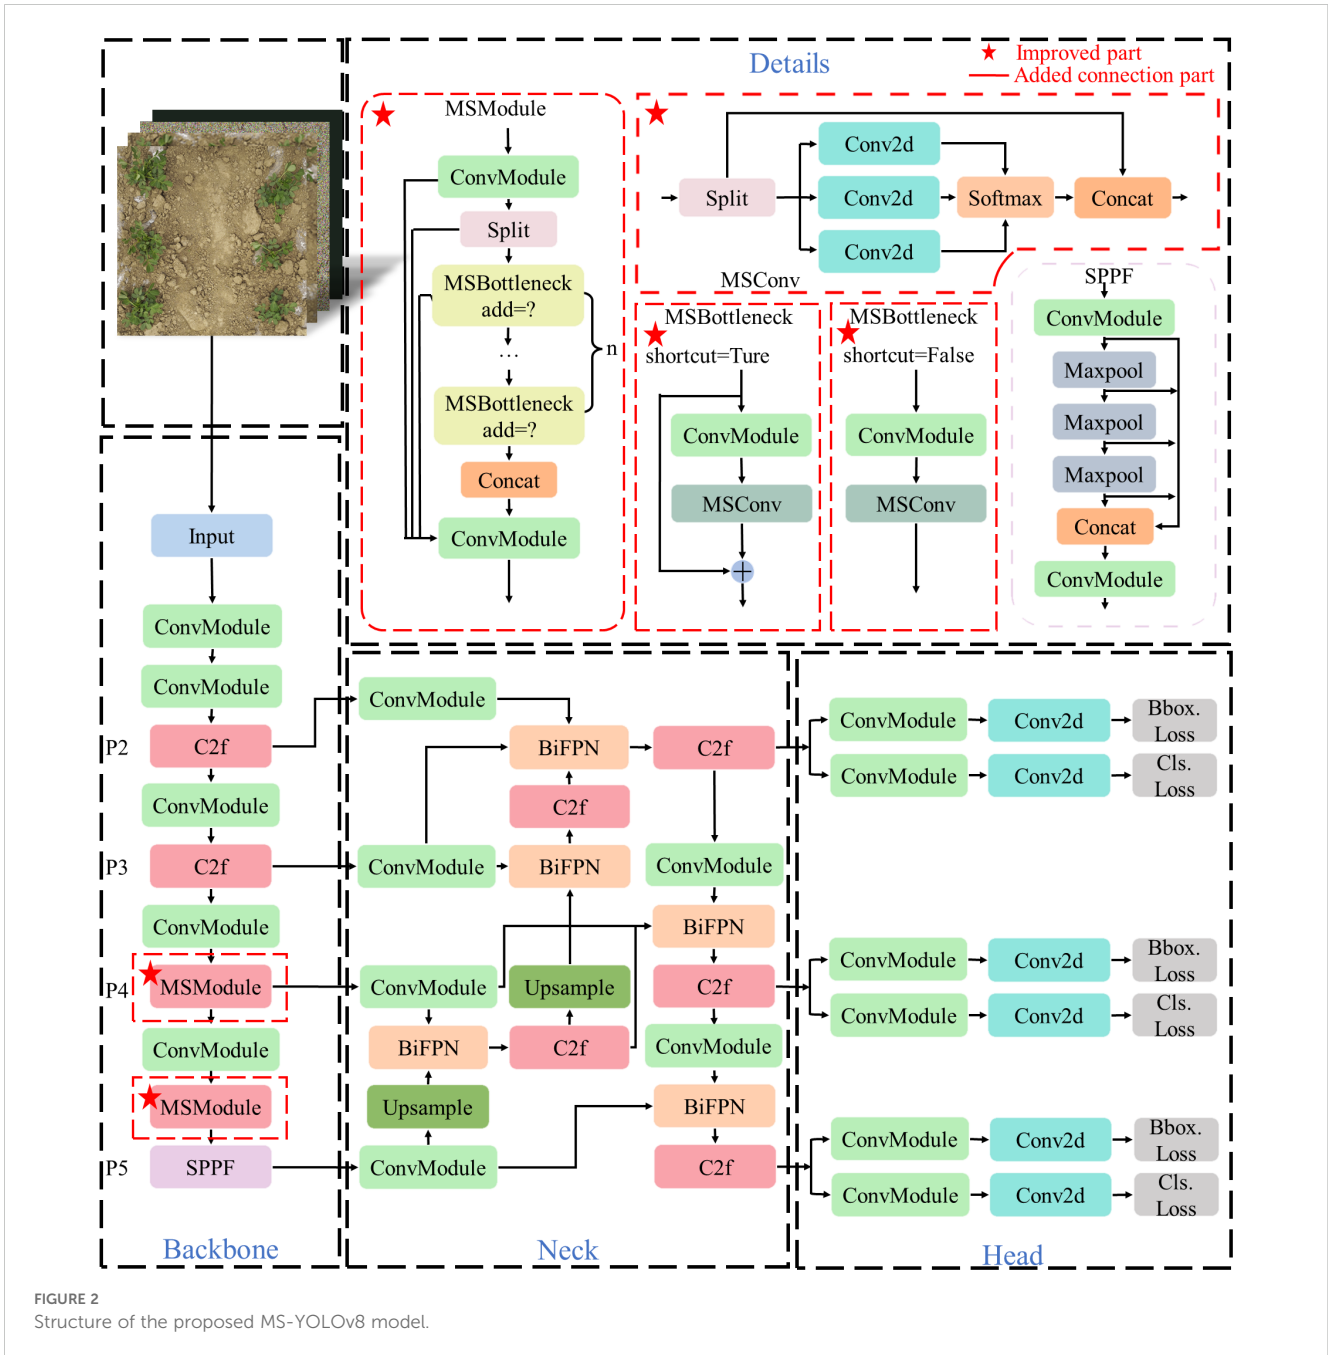 Details
Improved part
Added connection part
MSModule
ConvModule
Split
MSBottleneck
add=?
...
MSBottleneck
add=?
n
Concat
ConvModule
Split
Conv2d
Conv2d
Conv2d
Softmax
Concat
MSConv
MSBottleneck
shortcut=Ture
ConvModule
MSConv
MSBottleneck
shortcut=False
ConvModule
MSConv
SPPF
ConvModule
Maxpool
Maxpool
Maxpool
Concat
ConvModule
Input
ConvModule
ConvModule
P2
C2f
ConvModule
P3
C2f
ConvModule
P4
MSModule
ConvModule
MSModule
P5
SPPF
Backbone
ConvModule
BiFPN
C2f
C2f
ConvModule
BiFPN
ConvModule
BiFPN
ConvModule
Upsample
C2f
BiFPN
C2f
ConvModule
Upsample
BiFPN
ConvModule
C2f
Neck
ConvModule
Conv2d
Bbox.
Loss
ConvModule
Conv2d
Cls.
Loss
ConvModule
Conv2d
Bbox.
Loss
ConvModule
Conv2d
Cls.
Loss
ConvModule
Conv2d
Bbox.
Loss
ConvModule
Conv2d
Cls.
Loss
Head
FIGURE 2
Structure of the proposed MS-YOLOv8 model.